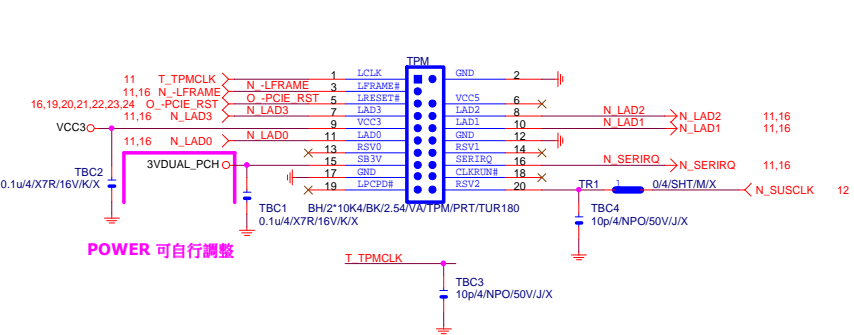 TPM
11 T_TPMCLK 1 LCLK GND 2
11,16 N_-LFRAME N_-LFRAME 3 LFRAME#
16,19,20,21,22,23,24 O_-PCIE_RST O_-PCIE_RST 5 LRESET# VCC5 6
11,16 N_LAD3 N_LAD3 7 LAD3 LAD2 8 N_LAD2 N_LAD2 11,16
VCC3 9 VCC3 LAD1 10 N_LAD1 N_LAD1 11,16
11,16 N_LAD0 N_LAD0 11 LAD0 GND 12
13 RSV0 RSV1 14
3VDUAL_PCH 15 SB3V SERIRQ 16 N_SERIRQ N_SERIRQ 11,16
17 GND CLKRUN# 18
19 LPCPD# RSV2 20 TR1 1 0/4/SHT/M/X N_SUSCLK 12
TBC2
0.1u/4/X7R/16V/K/X
TBC1
0.1u/4/X7R/16V/K/X
BH/2*10K4/BK/2.54/VA/TPM/PRT/TUR180
TBC4
10p/4/NPO/50V/J/X
POWER 可自行調整
T_TPMCLK
TBC3
10p/4/NPO/50V/J/X